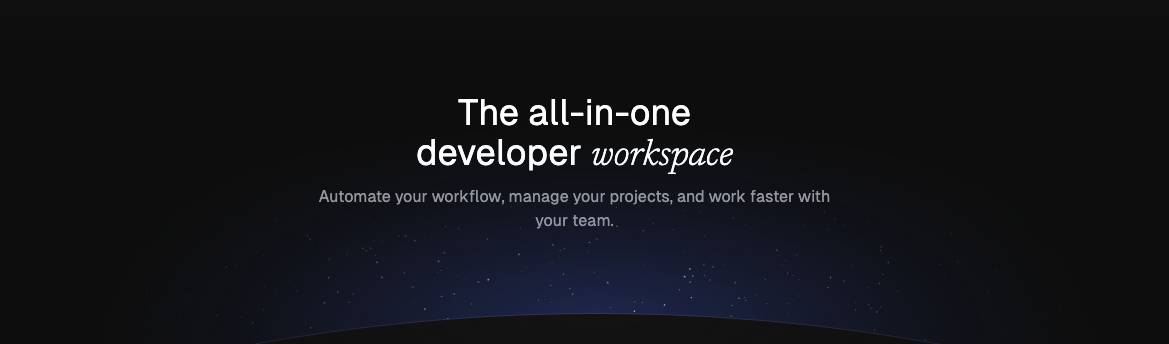 The all-in-one
developer workspace
Automate your workflow, manage your projects, and work faster with
your team.